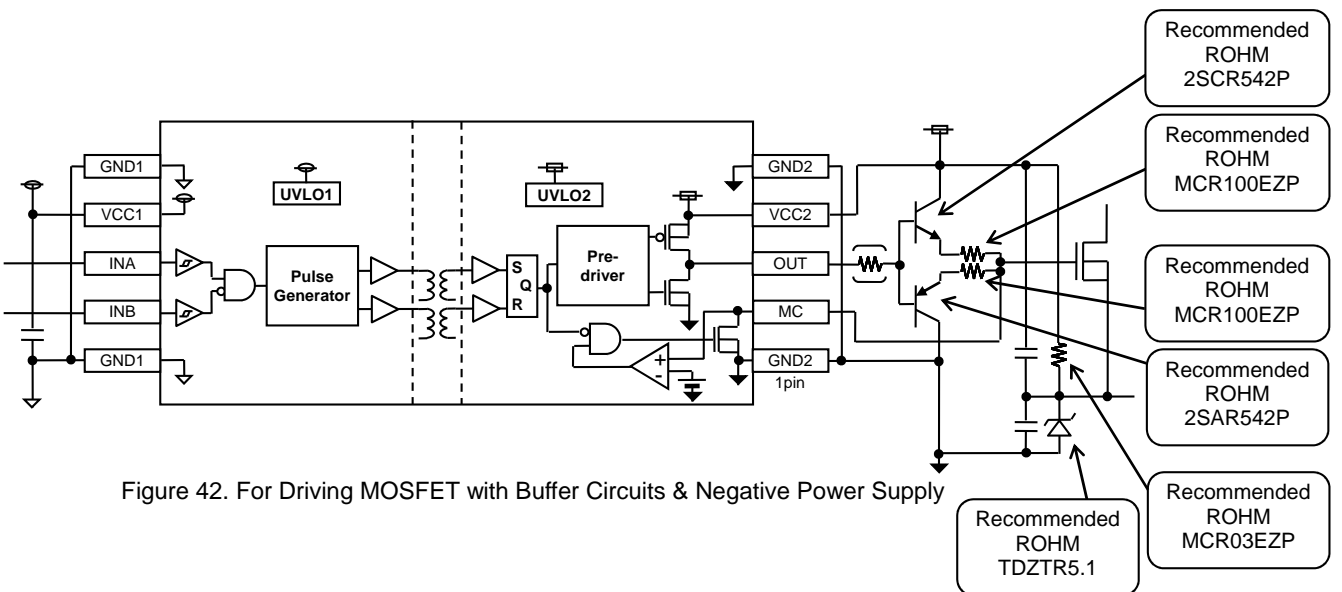 Recommended
ROHM
2SCR542P
Recommended
ROHM
MCR100EZP
Recommended
ROHM
MCR100EZP
Recommended
ROHM
2SAR542P
Recommended
ROHM
MCR03EZP
Recommended
ROHM
TDZTR5.1
GND1
VCC1
INA
INB
GND1
UVLO1
Pulse
Generator
UVLO2
S
Q
R
Pre-
driver
+
-
GND2
VCC2
OUT
MC
GND2
1pin
Figure 42. For Driving MOSFET with Buffer Circuits & Negative Power Supply